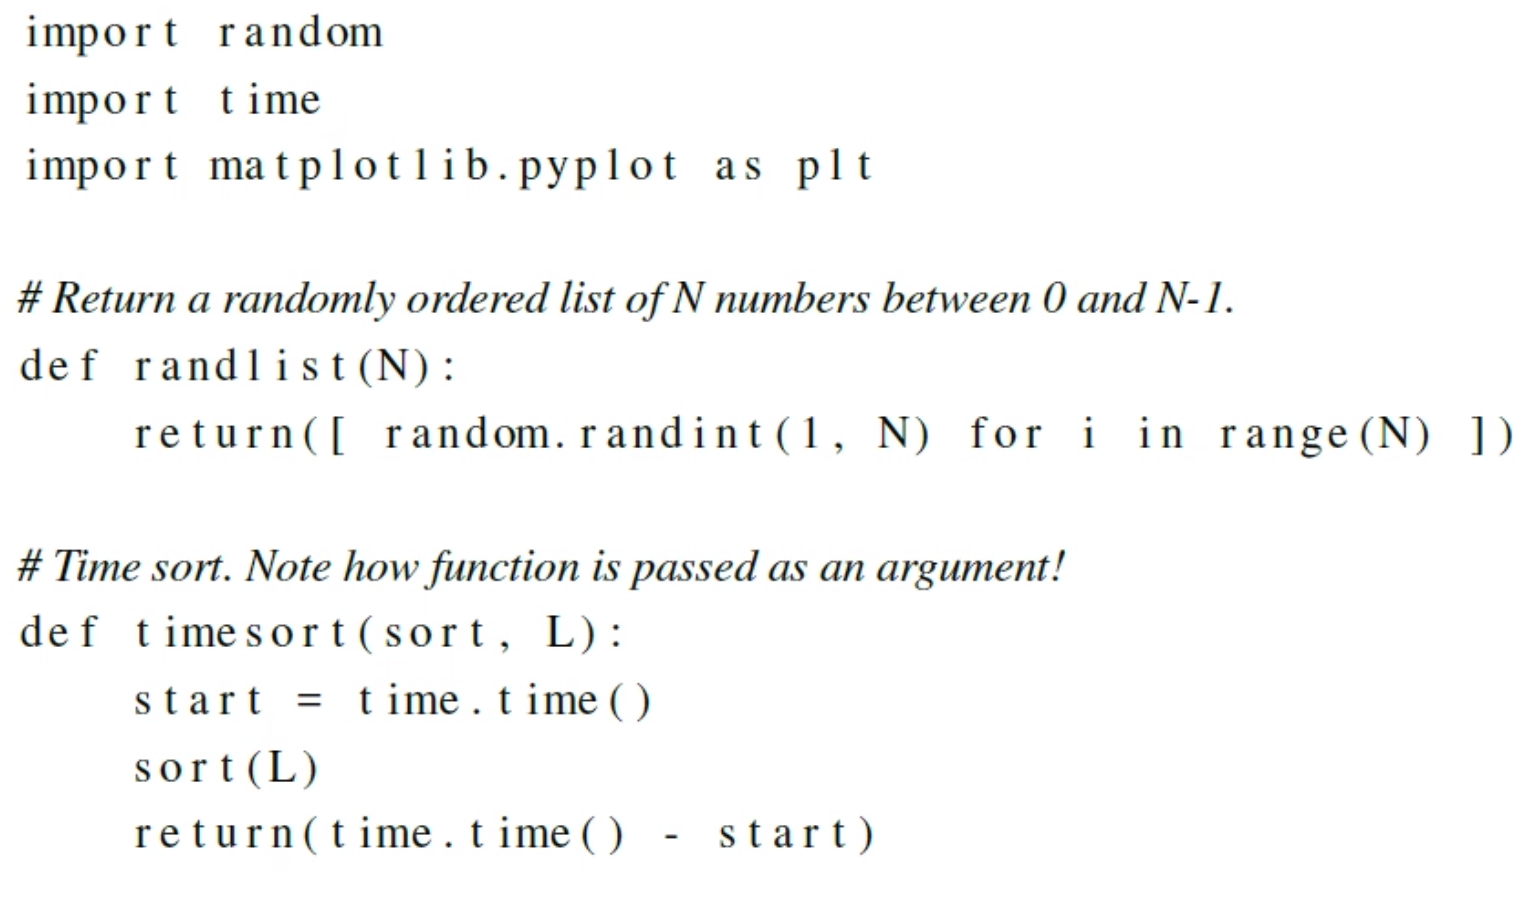 import random
import time
import matplotlib.pyplot as plt
# Return a randomly ordered list of N numbers between 0 and N-1.
def randlist(N):
    return([ random.randint(1, N) for i in range(N) ])
# Time sort. Note how function is passed as an argument!
def timesort(sort, L):
    start = time.time()
    sort(L)
    return(time.time() - start)